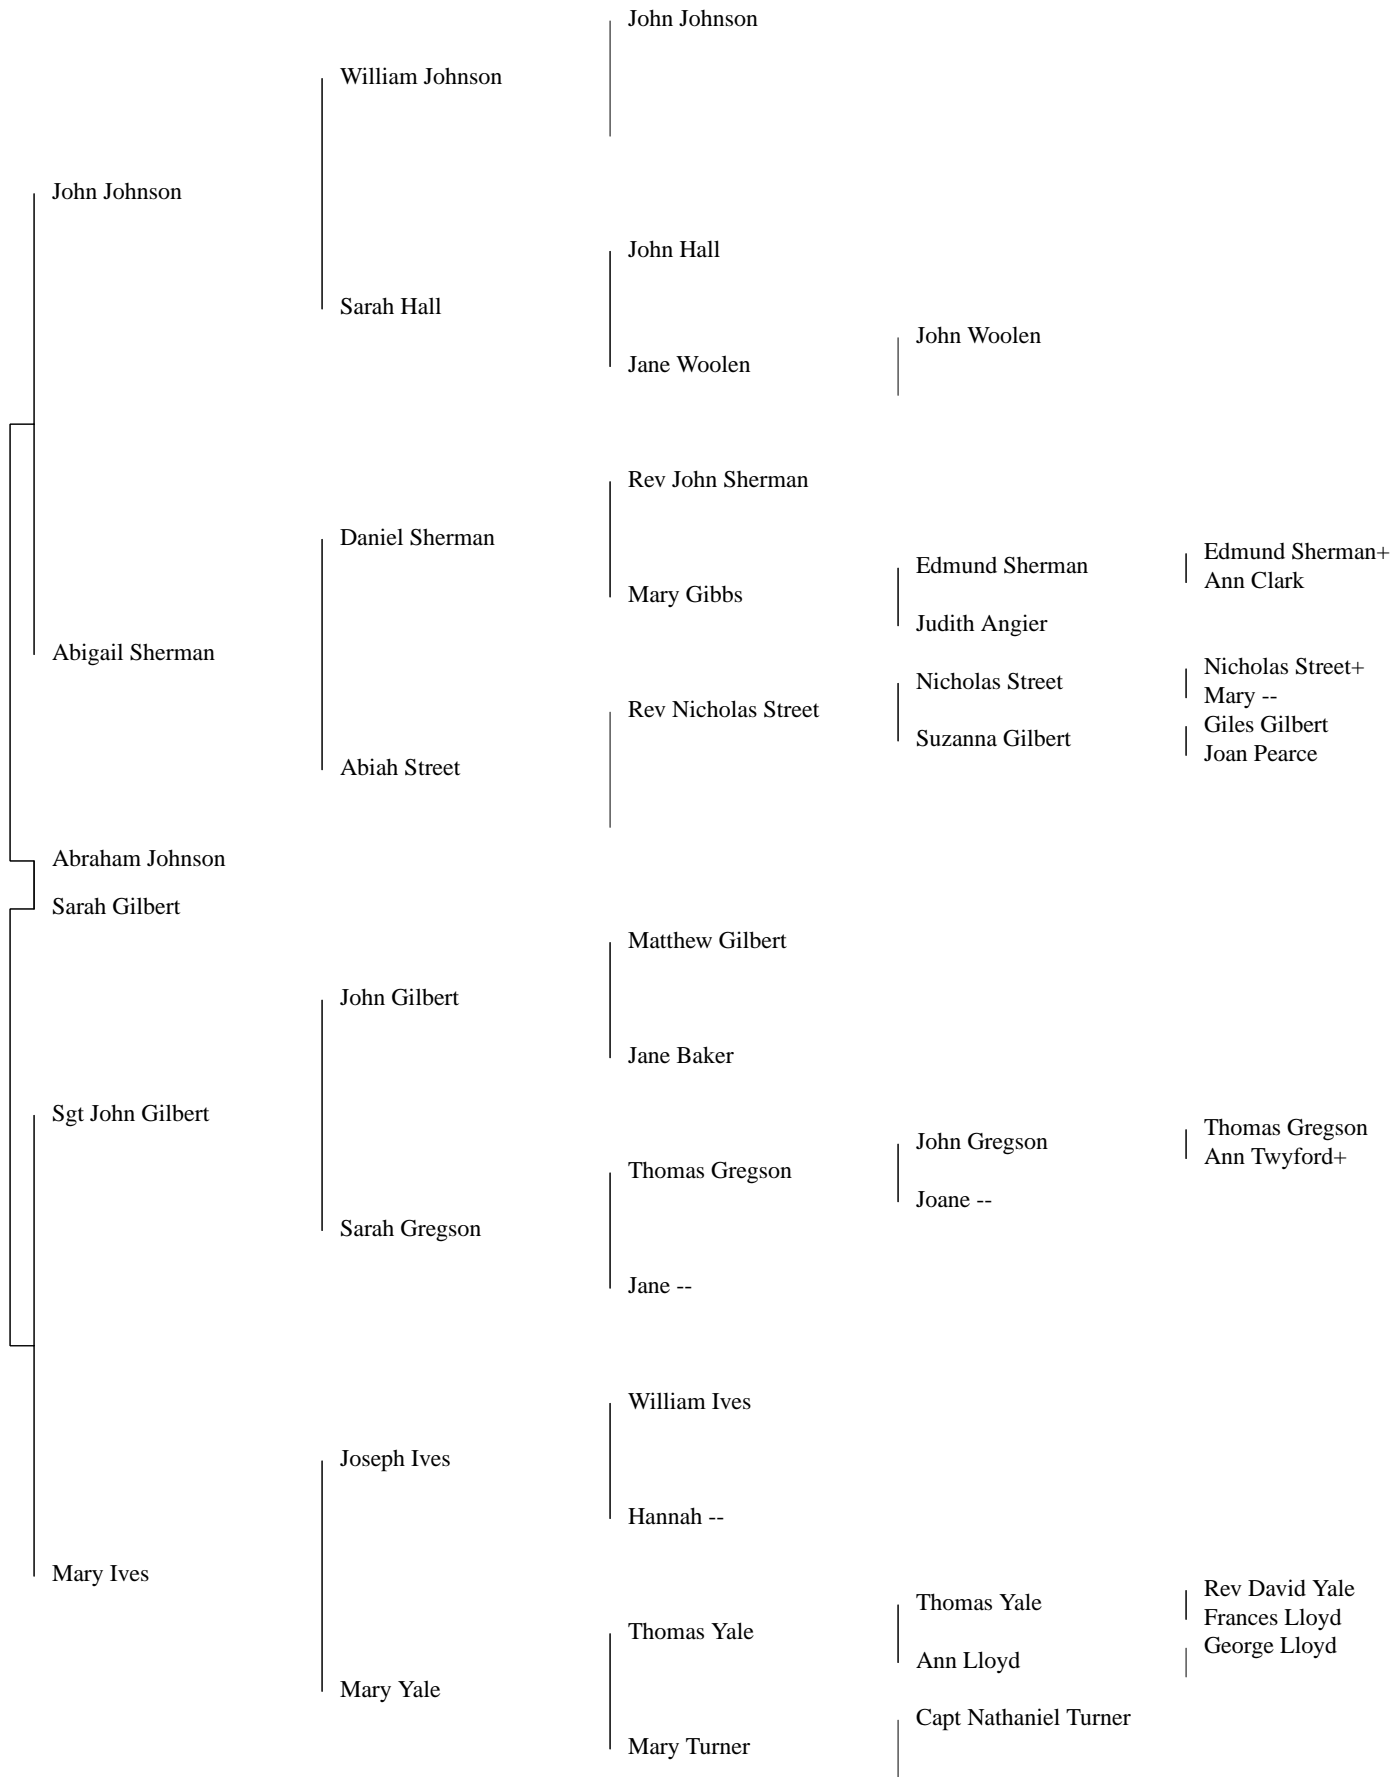 John Johnson
William Johnson
John Johnson
John Hall
Sarah Hall
John Woolen
Jane Woolen
Rev John Sherman
Daniel Sherman
Edmund Sherman+
Edmund Sherman
Ann Clark
Mary Gibbs
Judith Angier
Abigail Sherman
Nicholas Street+
Nicholas Street
Mary --
Rev Nicholas Street
Giles Gilbert
Suzanna Gilbert
Joan Pearce
Abiah Street
Abraham Johnson
Sarah Gilbert
Matthew Gilbert
John Gilbert
Jane Baker
Sgt John Gilbert
Thomas Gregson
John Gregson
Ann Twyford+
Thomas Gregson
Joane --
Sarah Gregson
Jane --
William Ives
Joseph Ives
Hannah --
Mary Ives
Rev David Yale
Thomas Yale
Frances Lloyd
Thomas Yale
George Lloyd
Ann Lloyd
Mary Yale
Capt Nathaniel Turner
Mary Turner